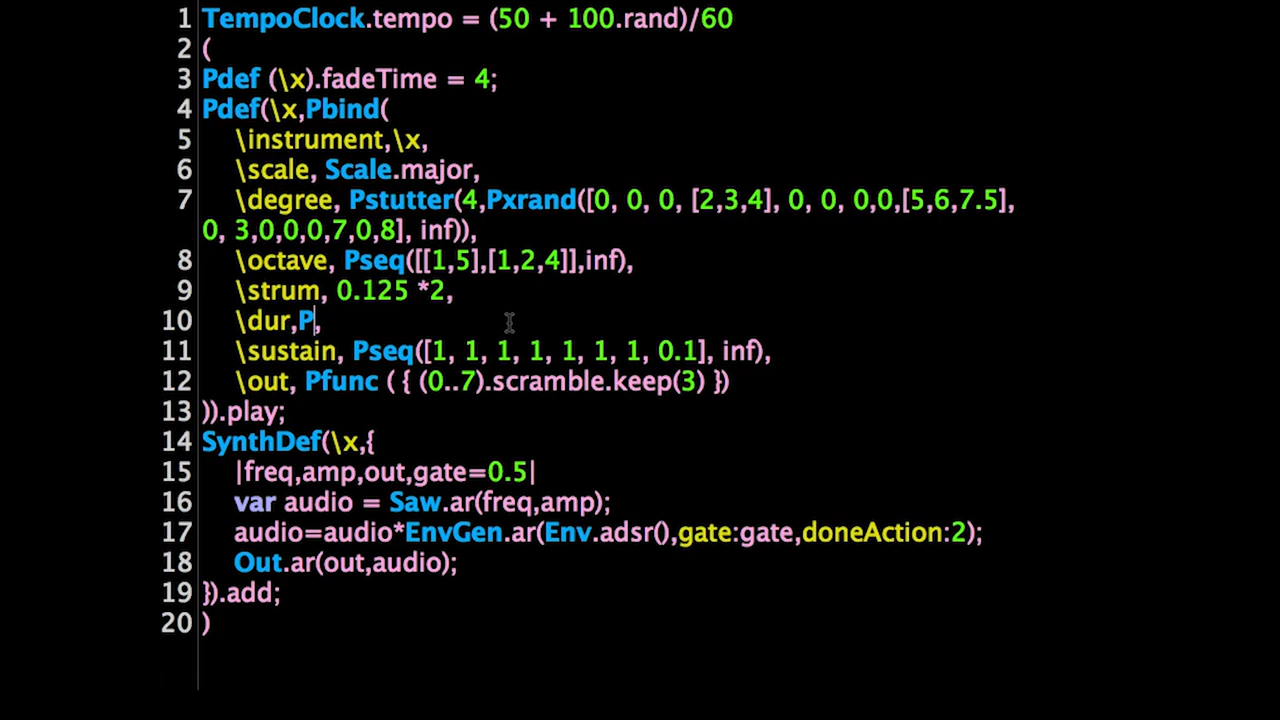 1 TempoClock.tempo = (50 + 100.rand)/60
2 (
3 Pdef (\x).fadeTime = 4;
4 Pdef(\x,Pbind(
5 \instrument,\x,
6 \scale, Scale.major,
7 \degree, Pstutter(4,Pxrand([0, 0, 0, [2,3,4], 0, 0, 0,0,[5,6,7.5],
0, 3,0,0,0,7,0,8], inf)),
8 \octave, Pseq([[1,5],[1,2,4]],inf),
9 \strum, 0.125 *2,
10 \dur,P,
11 \sustain, Pseq([1, 1, 1, 1, 1, 1, 1, 0.1], inf),
12 \out, Pfunc ( { (0..7).scramble.keep(3) })
13 )).play;
14 SynthDef(\x,{
15 |freq,amp,out,gate=0.5|
16 var audio = Saw.ar(freq,amp);
17 audio=audio*EnvGen.ar(Env.adsr(),gate:gate,doneAction:2);
18 Out.ar(out,audio);
19 }).add;
20 )